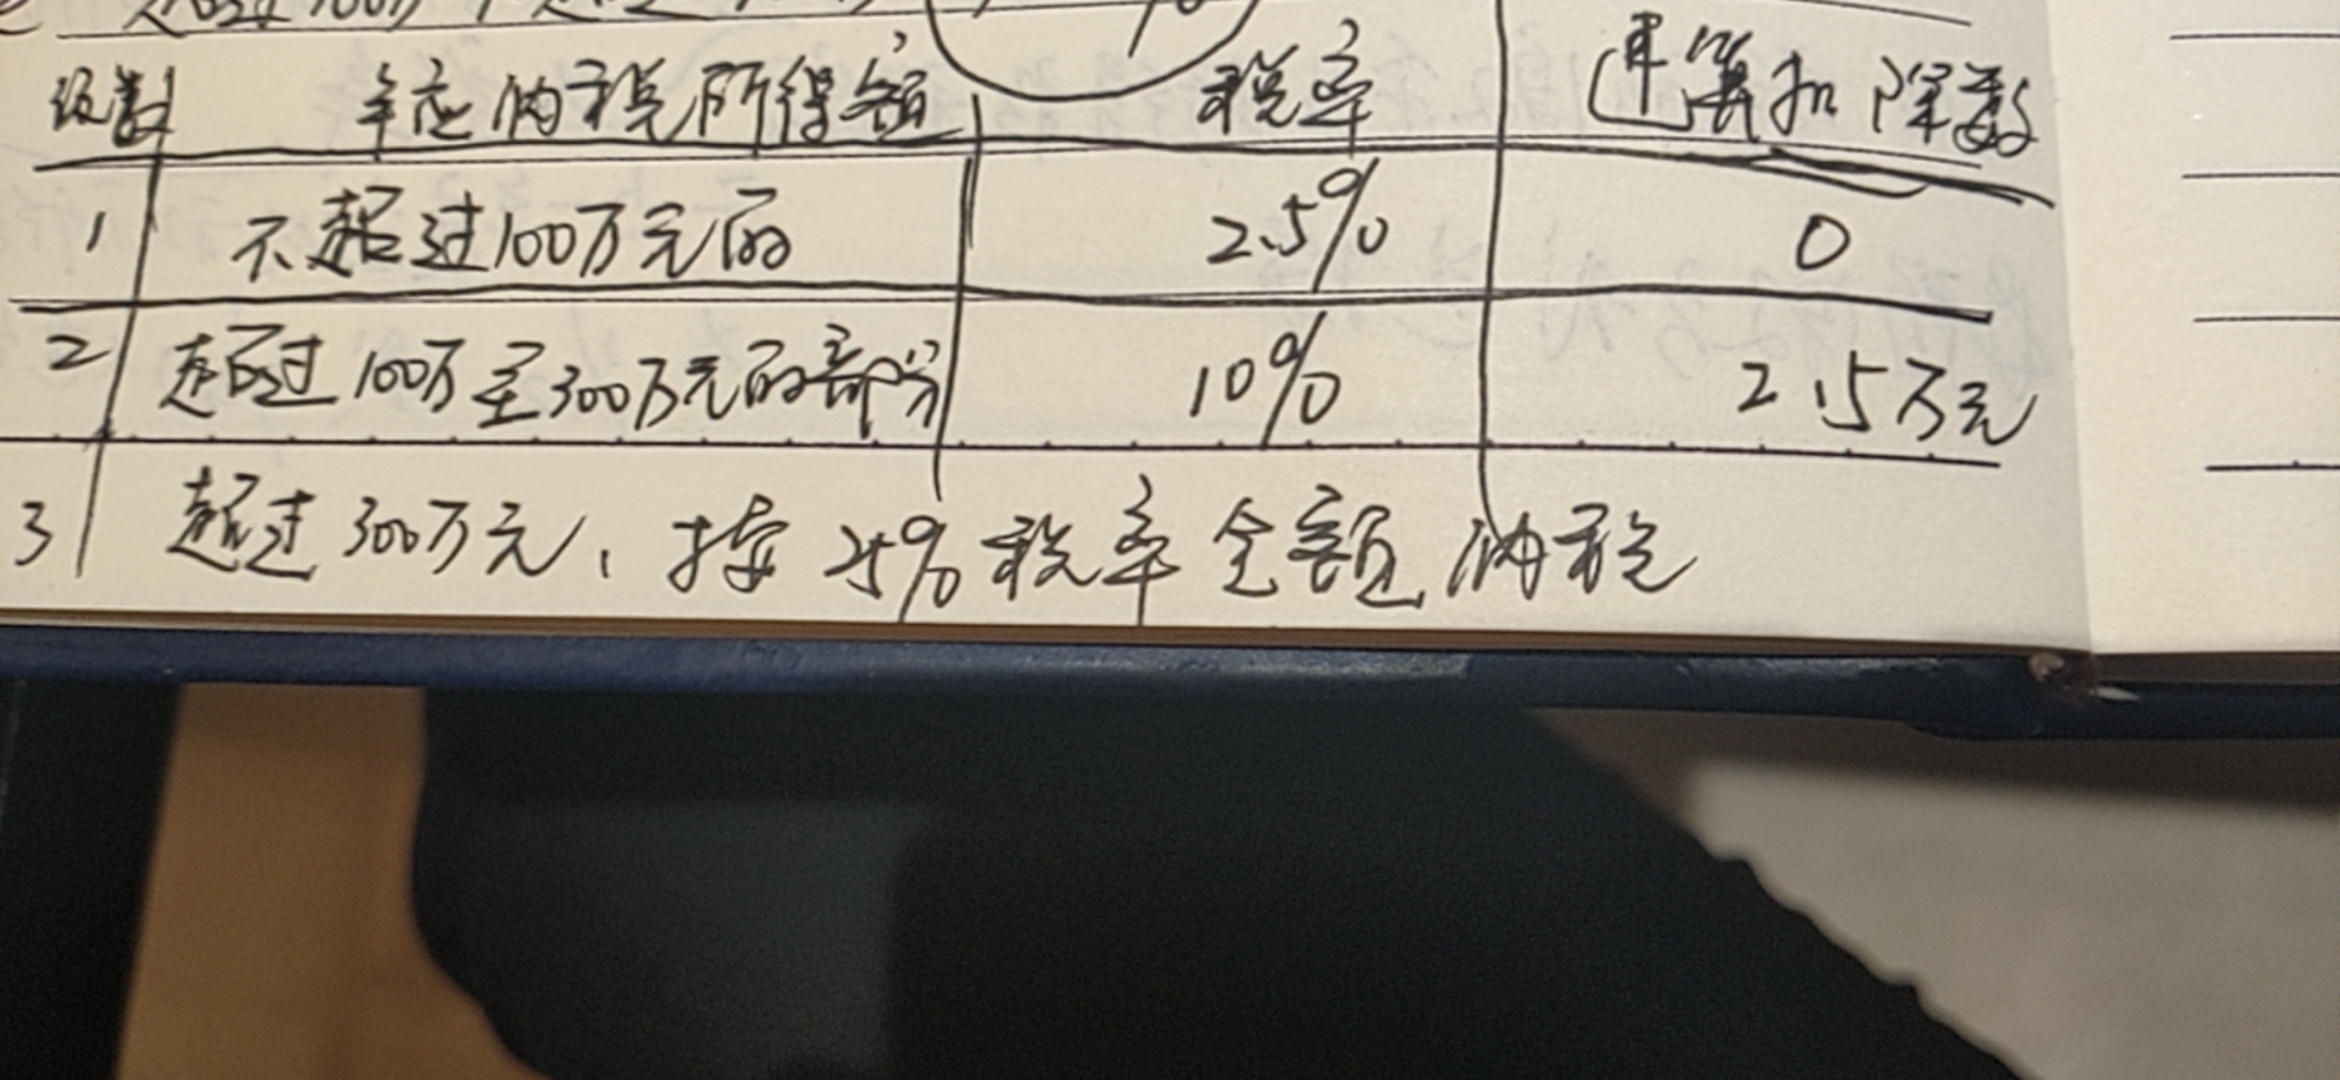 级数 年应纳税所得额 税率 速算扣除数
1 不超过100万元的 2.5% 0
2 超过100万至300万元的部分 10% 2.5万元
3 超过300万元、按25%税率全额纳税